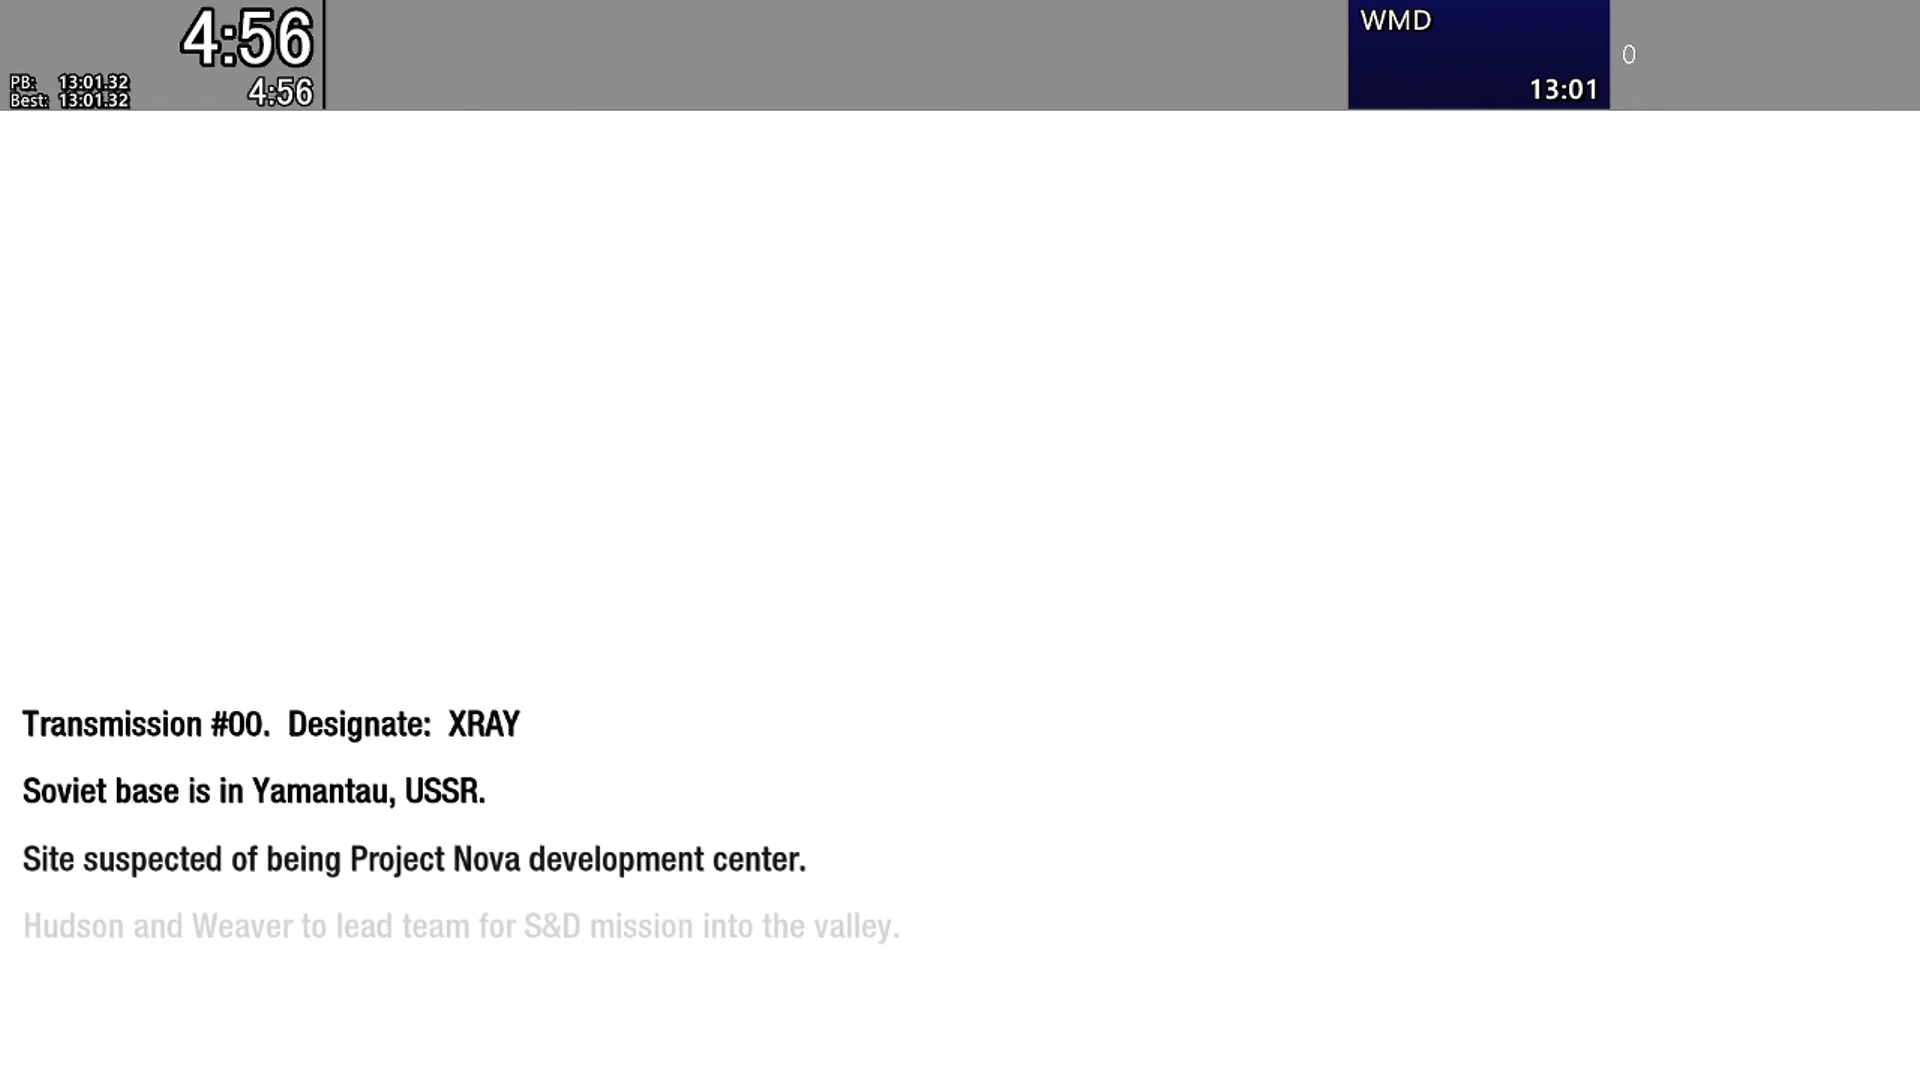 4:56
PB: 13:01.32
Best: 13:01.32
4:56
WMD
13:01
0
Transmission #00. Designate: XRAY
Soviet base is in Yamantau, USSR.
Site suspected of being Project Nova development center.
Hudson and Weaver to lead team for S&D mission into the valley.